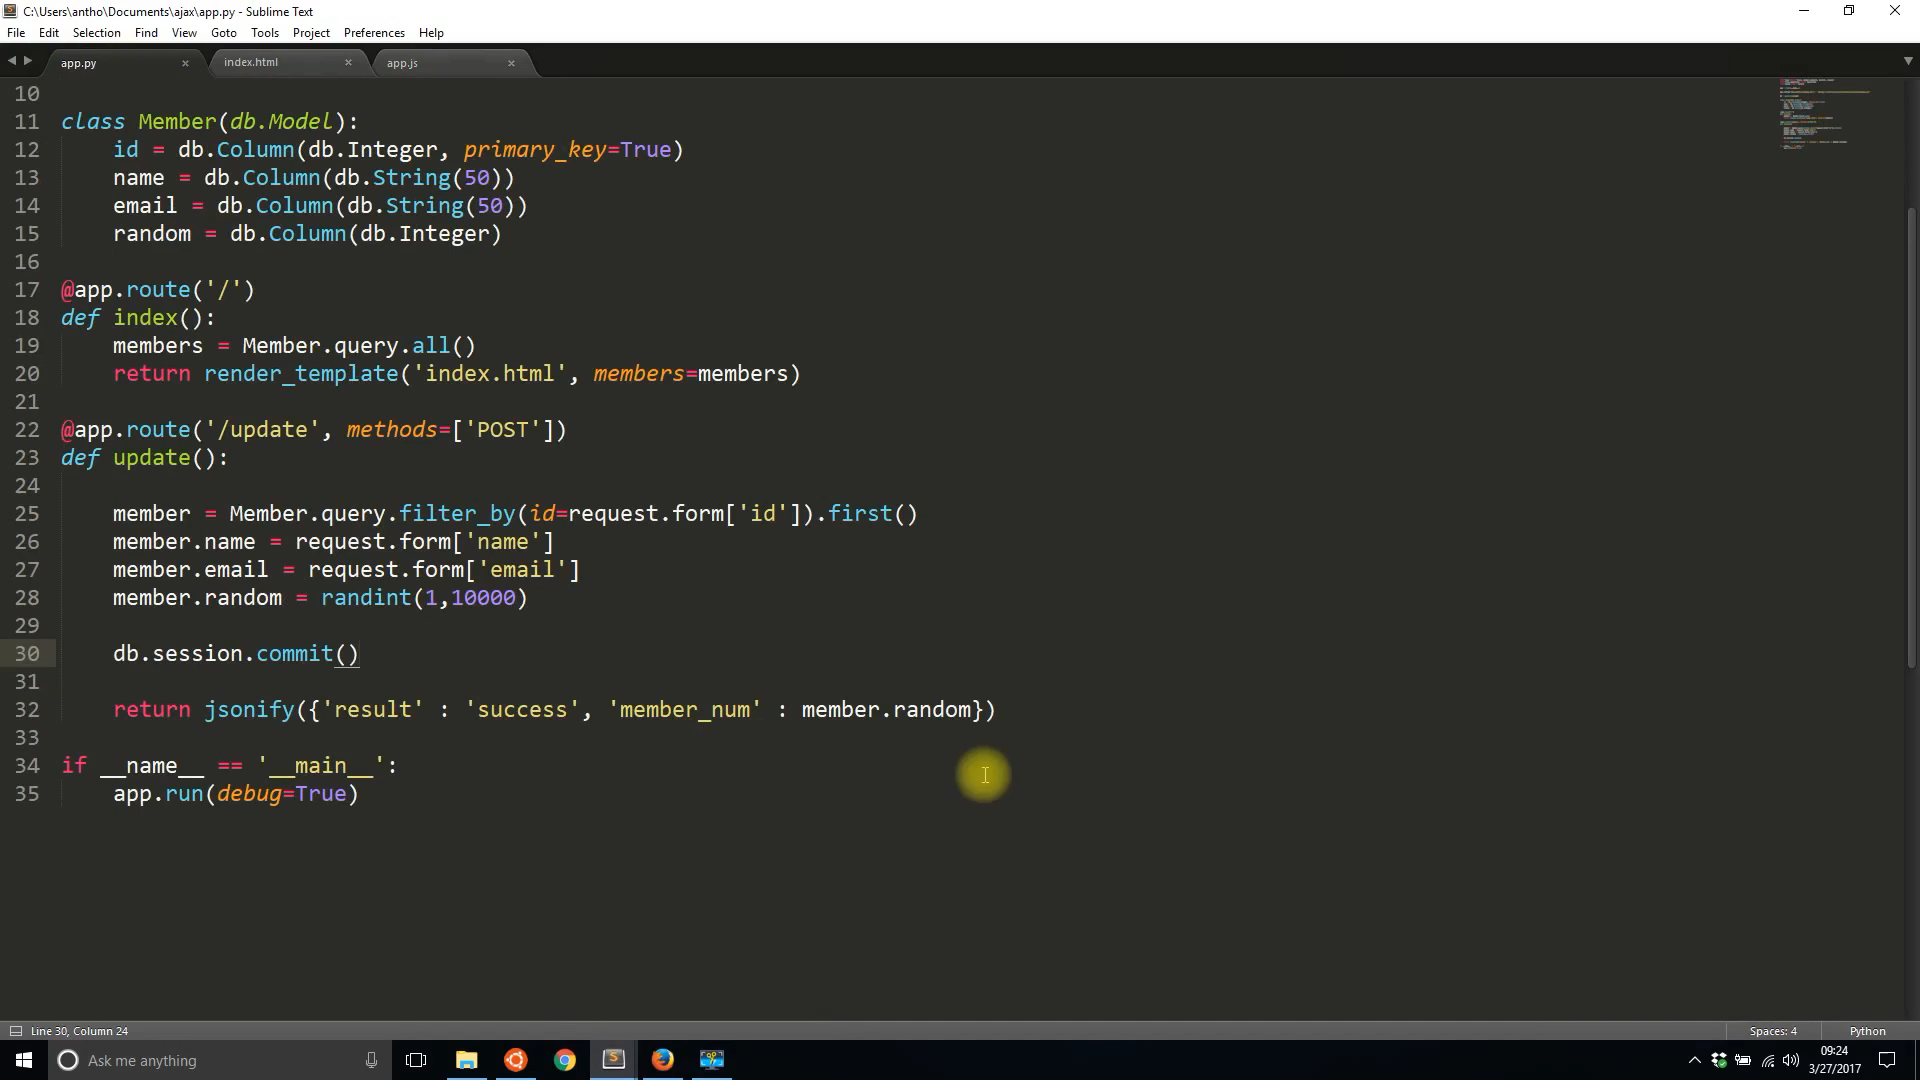 C:\Users\antho\Documents\ajax\app.py - Sublime Text
File Edit Selection Find View Goto Tools Project Preferences Help
app.py × index.html × app.js ×
10
11 class Member(db.Model):
12     id = db.Column(db.Integer, primary_key=True)
13     name = db.Column(db.String(50))
14     email = db.Column(db.String(50))
15     random = db.Column(db.Integer)
16
17 @app.route('/')
18 def index():
19     members = Member.query.all()
20     return render_template('index.html', members=members)
21
22 @app.route('/update', methods=['POST'])
23 def update():
24
25     member = Member.query.filter_by(id=request.form['id']).first()
26     member.name = request.form['name']
27     member.email = request.form['email']
28     member.random = randint(1,10000)
29
30     db.session.commit()
31
32     return jsonify({'result' : 'success', 'member_num' : member.random})
33
34 if __name__ == '__main__':
35     app.run(debug=True)
Line 30, Column 24 Spaces: 4 Python
Ask me anything
09:24
3/27/2017